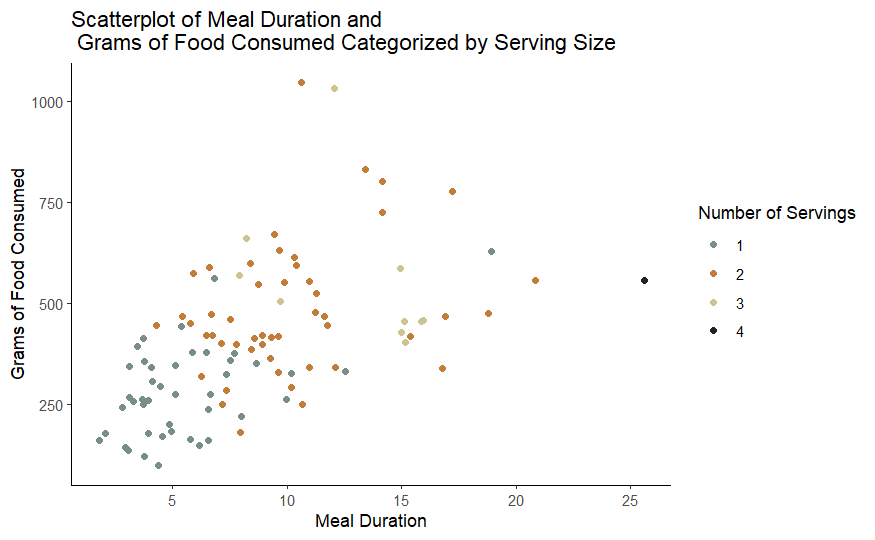 Scatterplot of Meal Duration and
Grams of Food Consumed Categorized by Serving Size
Grams of Food Consumed
1000
750
500
250
5 10 15 20 25
Meal Duration
Number of Servings
1
2
3
4